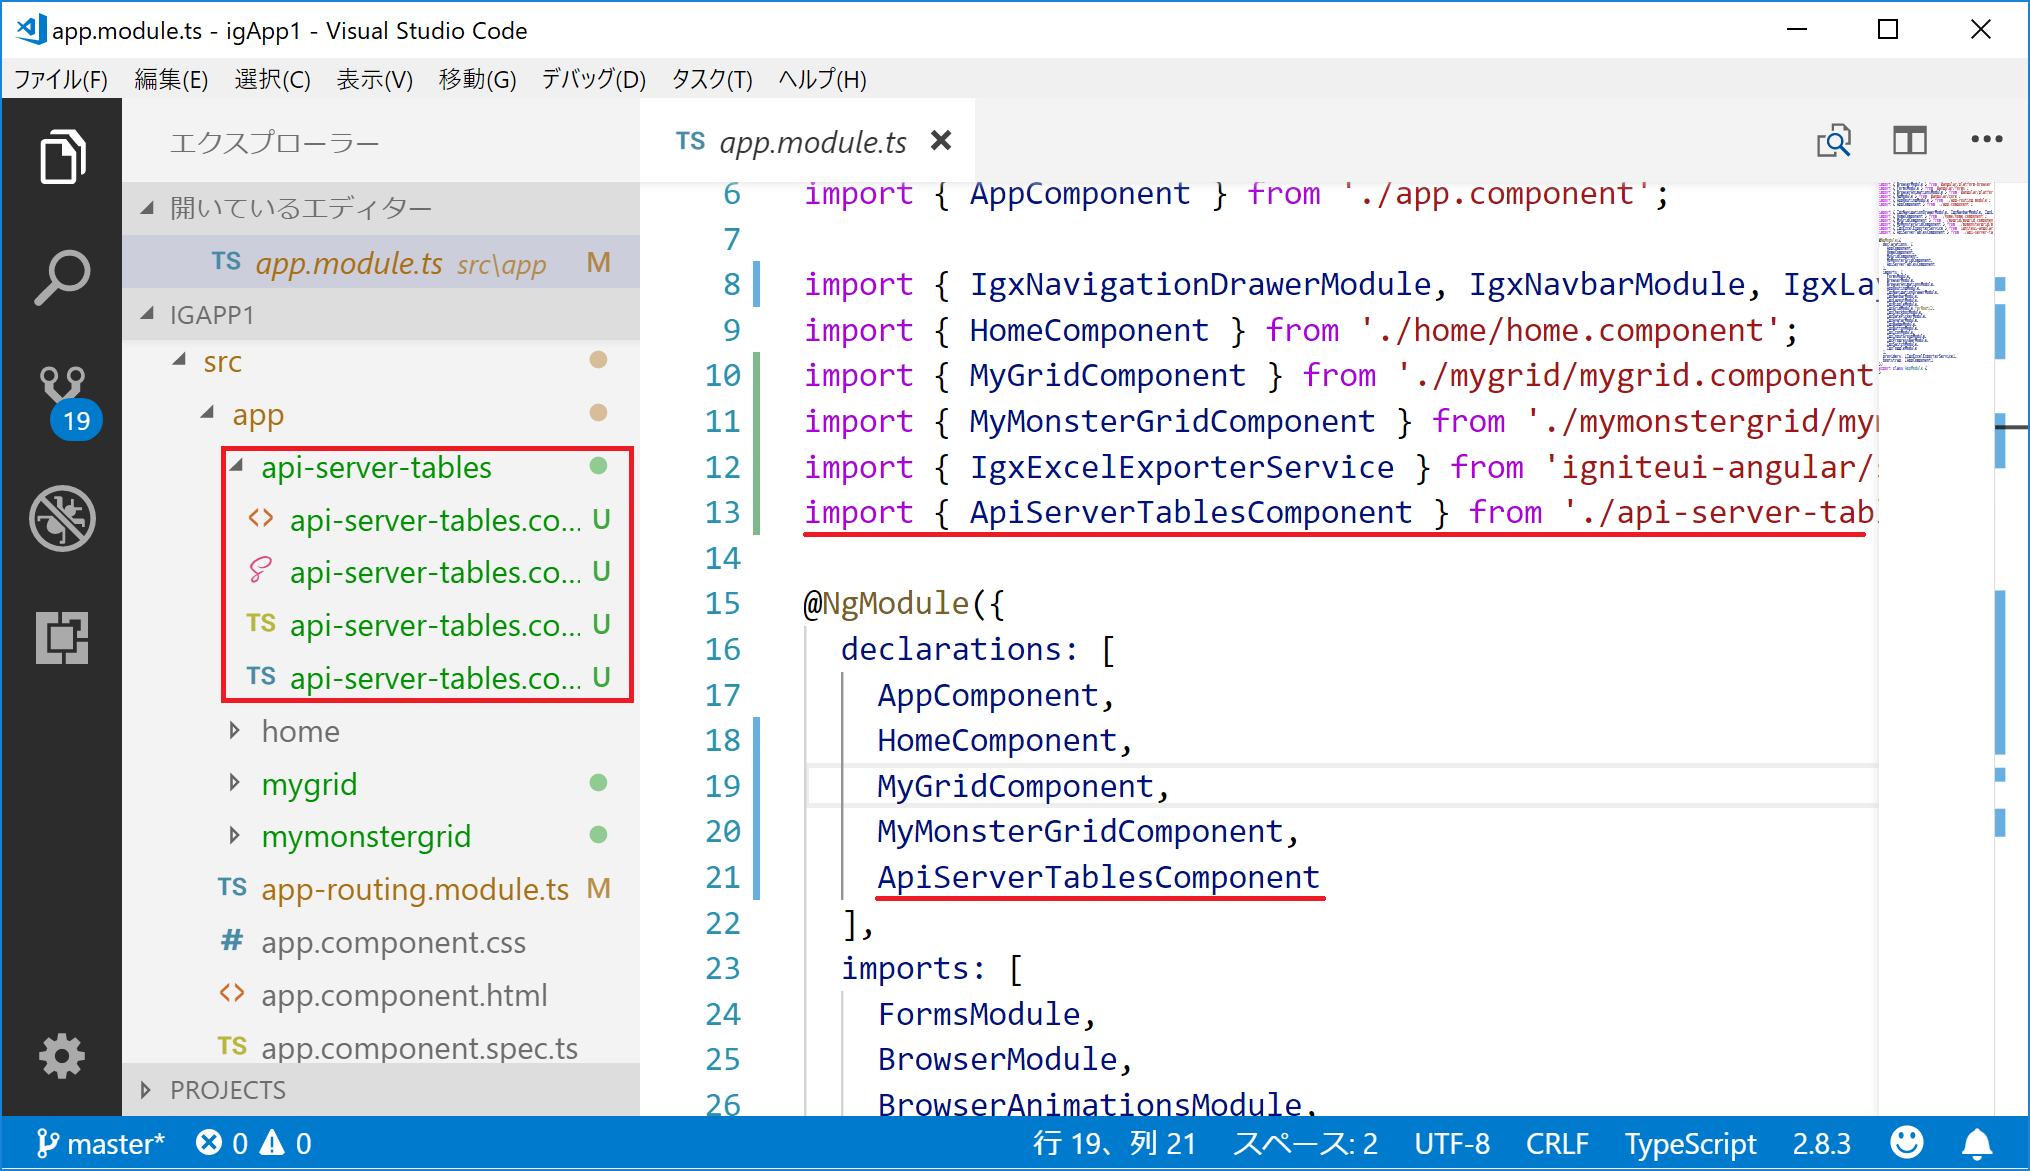 app.module.ts - igApp1 - Visual Studio Code
ファイル(F) 編集(E) 選択(C) 表示(V) 移動(G) デバッグ(D) タスク(T) ヘルプ(H)
エクスプローラー
開いているエディター
TS app.module.ts src\app M
IGAPP1
src
app
api-server-tables
<> api-server-tables.co... U
api-server-tables.co... U
TS api-server-tables.co... U
TS api-server-tables.co... U
home
mygrid
mymonstergrid
TS app-routing.module.ts M
# app.component.css
<> app.component.html
TS app.component.spec.ts
PROJECTS
19
TS app.module.ts
6 import { AppComponent } from './app.component';
7
8 import { IgxNavigationDrawerModule, IgxNavbarModule, IgxLa
9 import { HomeComponent } from './home/home.component';
10 import { MyGridComponent } from './mygrid/mygrid.component
11 import { MyMonsterGridComponent } from './mymonstergrid/my
12 import { IgxExcelExporterService } from 'igniteui-angular/
13 import { ApiServerTablesComponent } from './api-server-tab
14
15 @NgModule({
16 declarations: [
17 AppComponent,
18 HomeComponent,
19 MyGridComponent,
20 MyMonsterGridComponent,
21 ApiServerTablesComponent
22 ],
23 imports: [
24 FormsModule,
25 BrowserModule,
26 BrowserAnimationsModule,
master* 0 0 行 19、列 21 スペース: 2 UTF-8 CRLF TypeScript 2.8.3